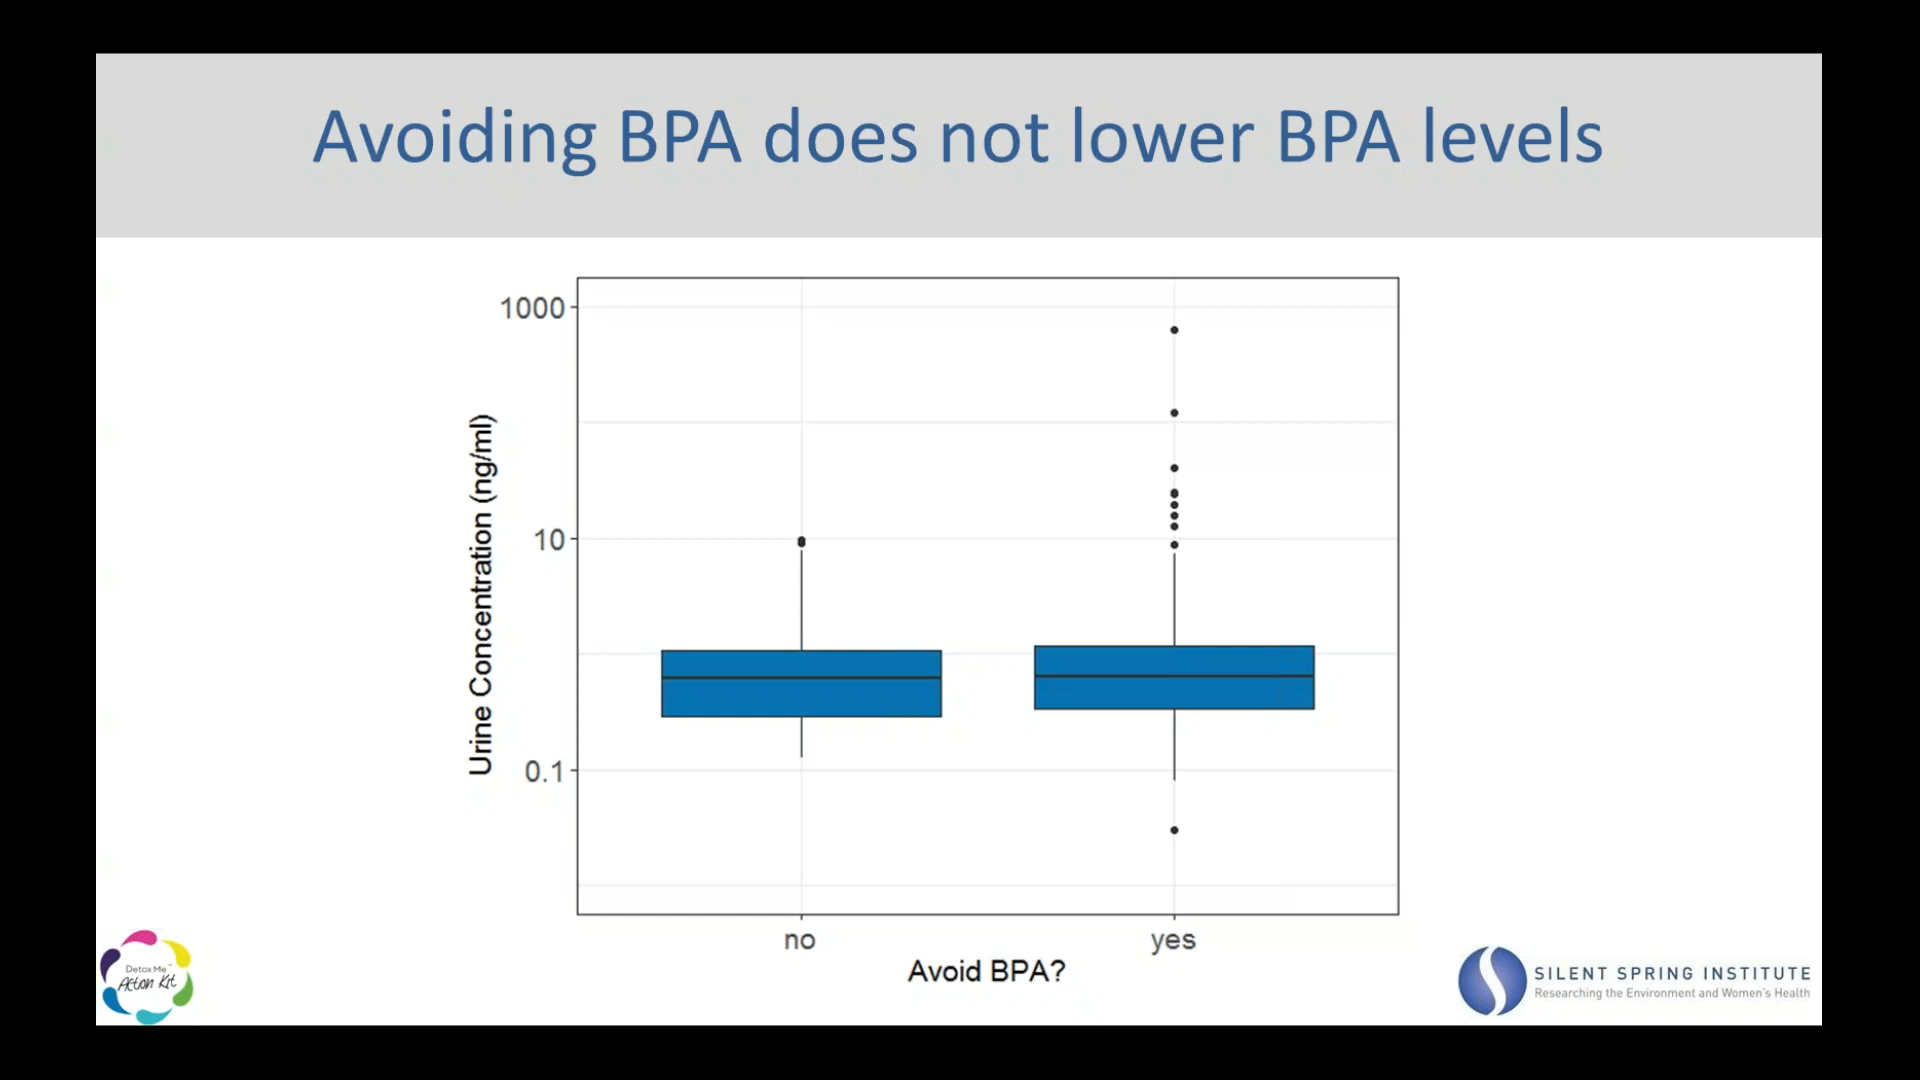 Avoiding BPA does not lower BPA levels
1000
10
0.1
Urine Concentration (ng/ml)
no
yes
Avoid BPA?
Detox Me™
Action Kit
SILENT SPRING INSTITUTE
Researching the Environment and Women's Health